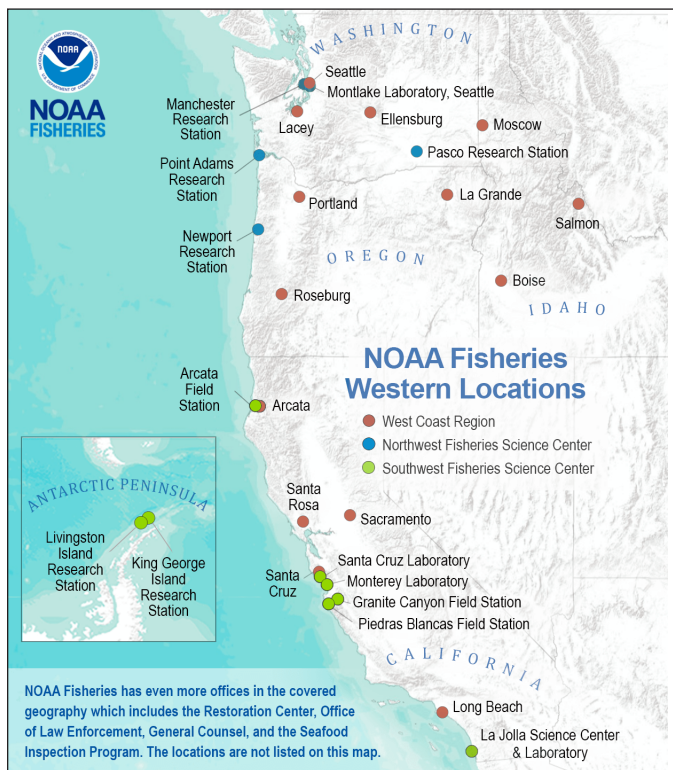 WASHINGTON
NOAA
NOAA
FISHERIES
Seattle
Montlake Laboratory, Seattle
Manchester
Research
Station
Lacey
Ellensburg
Moscow
Pasco Research Station
Point Adams
Research
Station
Portland
La Grande
Salmon
Newport
Research
Station
OREGON
Boise
IDAHO
Roseburg
NOAA Fisheries
Western Locations
West Coast Region
Northwest Fisheries Science Center
Southwest Fisheries Science Center
Arcata
Field
Station
Arcata
ANTARCTIC PENINSULA
Livingston
Island
Research
Station
King George
Island
Research
Station
Santa
Rosa
Sacramento
Santa
Cruz
Santa Cruz Laboratory
Monterey Laboratory
Granite Canyon Field Station
Piedras Blancas Field Station
CALIFORNIA
Long Beach
La Jolla Science Center
& Laboratory
NOAA Fisheries has even more offices in the covered
geography which includes the Restoration Center, Office
of Law Enforcement, General Counsel, and the Seafood
Inspection Program. The locations are not listed on this map.